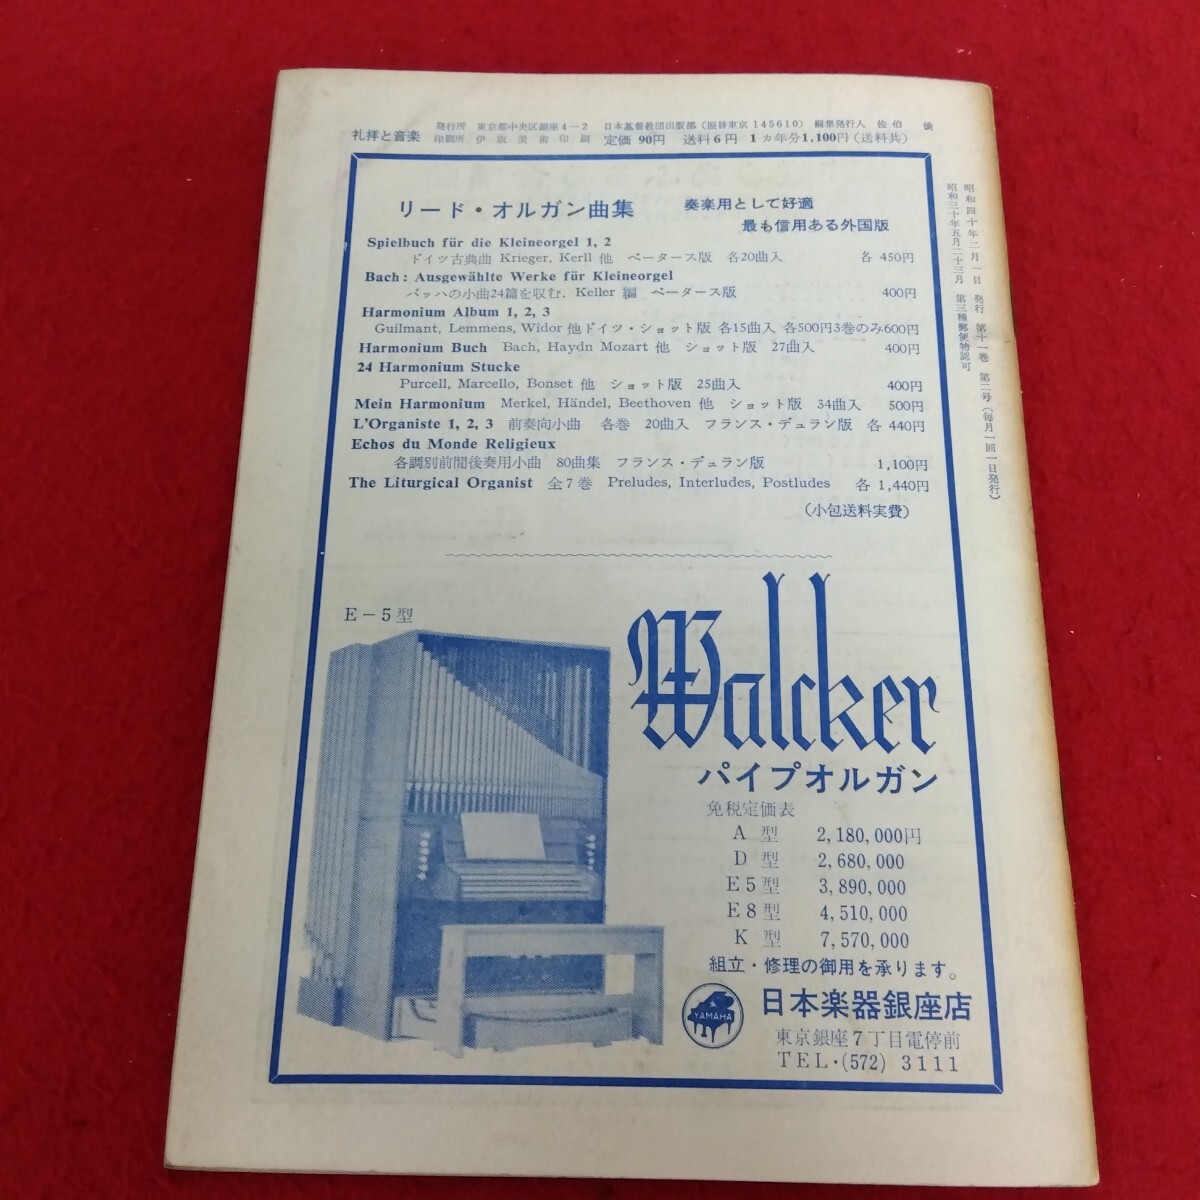 礼拝と音楽
発行所 東京都中央区銀座4-2 日本基督教団出版部 (振替東京145610) 編集発行人 佐伯
印刷所 伊坂美術印刷 定価90円 送料6円 1カ年分1,100円(送料共)
昭和四十年二月一日 発行 第十一巻 第二号(毎月一回一日発行)
昭和三十年五月二十三月 第三種郵便物認可
リード・オルガン曲集 奏楽用として好適
最も信用ある外国版
Spielbuch für die Kleineorgel 1, 2
ドイツ古典曲 Krieger, Kerll 他 ペータース版 各20曲入 各 450円
Bach: Ausgewählte Werke für Kleineorgel
バッハの小曲24篇を収む. Keller 編 ペータース版 400円
Harmonium Album 1, 2, 3
Guilmant, Lemmens, Widor 他ドイツ・ショット版 各15曲入 各500円3巻のみ600円
Harmonium Buch Bach, Haydn Mozart 他 ショット版 27曲入 400円
24 Harmonium Stucke
Purcell, Marcello, Bonset 他 ショット版 25曲入 400円
Mein Harmonium Merkel, Händel, Beethoven 他 ショット版 34曲入 500円
L'Organiste 1, 2, 3 前奏向小曲 各巻 20曲入 フランス・デュラン版 各 440円
Echos du Monde Religieux
各調別前間後奏用小曲 80曲集 フランス・デュラン版 1,100円
The Liturgical Organist 全7巻 Preludes, Interludes, Postludes 各 1,440円
(小包送料実費)
E-5型
Walcker
パイプオルガン
免税定価表
A 型 2,180,000円
D 型 2,680,000
E5型 3,890,000
E8型 4,510,000
K 型 7,570,000
組立・修理の御用を承ります。
YAMAHA
日本楽器銀座店
東京銀座7丁目電停前
TEL・(572) 3111